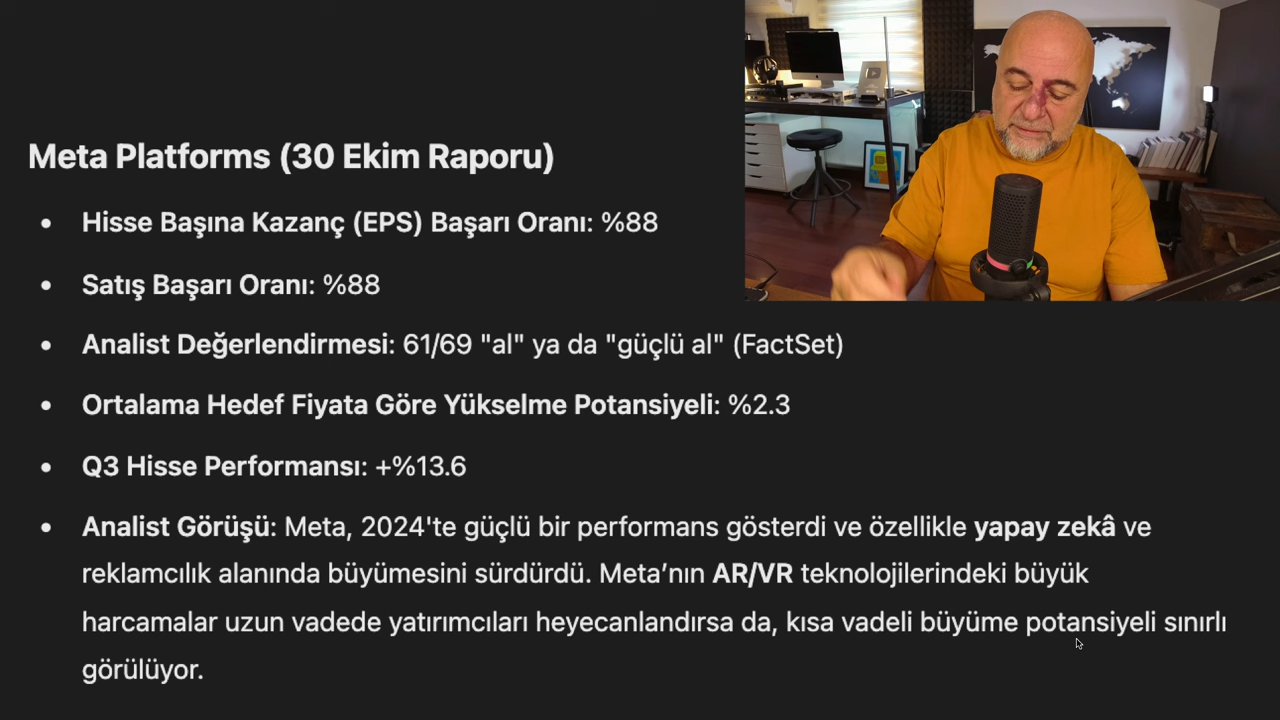 Meta Platforms (30 Ekim Raporu)
• Hisse Başına Kazanç (EPS) Başarı Oranı: %88
• Satış Başarı Oranı: %88
• Analist Değerlendirmesi: 61/69 "al" ya da "güçlü al" (FactSet)
• Ortalama Hedef Fiyata Göre Yükselme Potansiyeli: %2.3
• Q3 Hisse Performansı: +%13.6
• Analist Görüşü: Meta, 2024'te güçlü bir performans gösterdi ve özellikle yapay zekâ ve
reklamcılık alanında büyümesini sürdürdü. Meta’nın AR/VR teknolojilerindeki büyük
harcamalar uzun vadede yatırımcıları heyecanlandırsa da, kısa vadeli büyüme potansiyeli sınırlı
görülüyor.